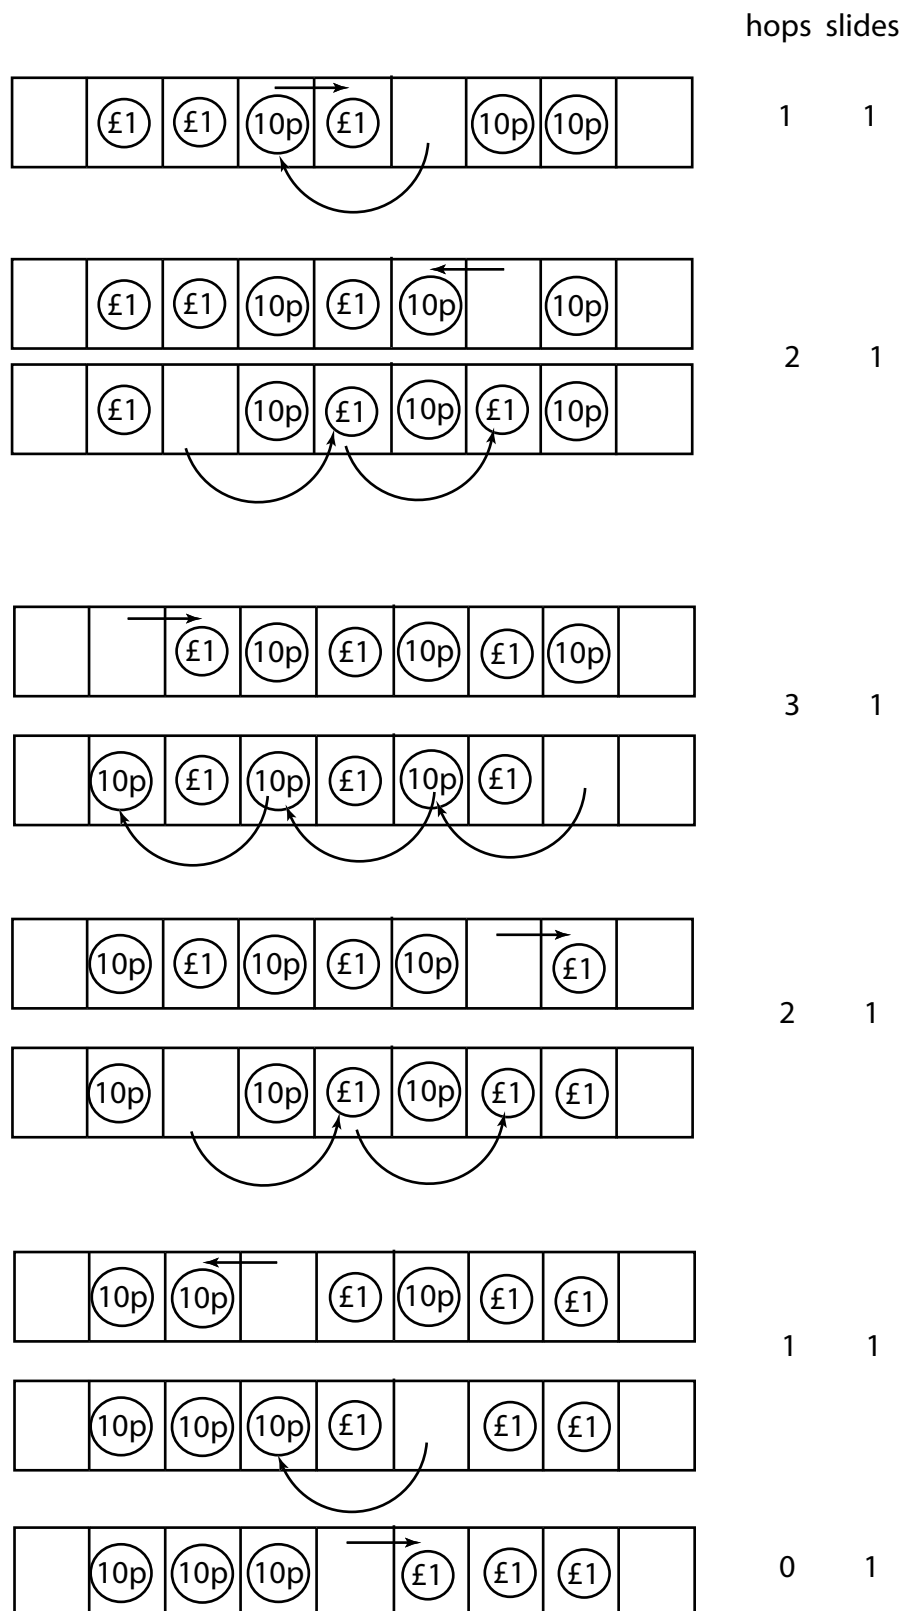 hops slides
£1 £1 10p £1 10p 10p 1 1
£1 £1 10p £1 10p 10p
2 1
£1 10p £1 10p £1 10p
£1 10p £1 10p £1 10p
3 1
10p £1 10p £1 10p £1
10p £1 10p £1 10p £1
2 1
10p 10p £1 10p £1 £1
10p 10p £1 10p £1 £1
1 1
10p 10p 10p £1 £1 £1
10p 10p 10p £1 £1 £1 0 1